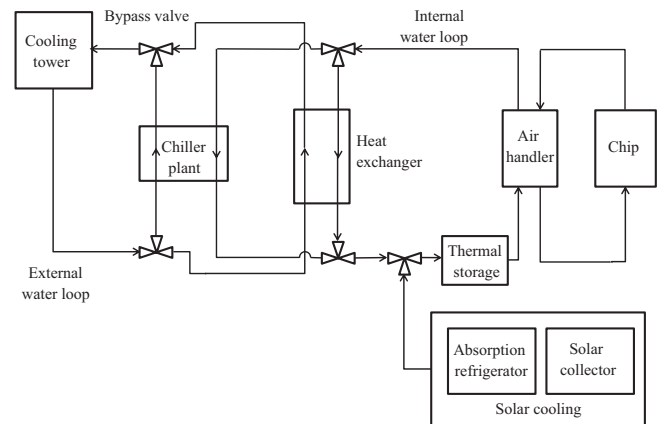 Bypass valve
Internal
water loop
Cooling
tower
Chiller
plant
Heat
exchanger
Air
handler
Chip
External
water loop
Thermal
storage
Absorption
refrigerator
Solar
collector
Solar cooling